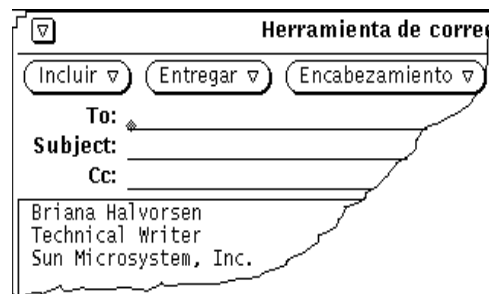 Herramienta de corre
Incluir Entregar Encabezamiento
To:
Subject:
Cc:
Briana Halvorsen
Technical Writer
Sun Microsystem, Inc.